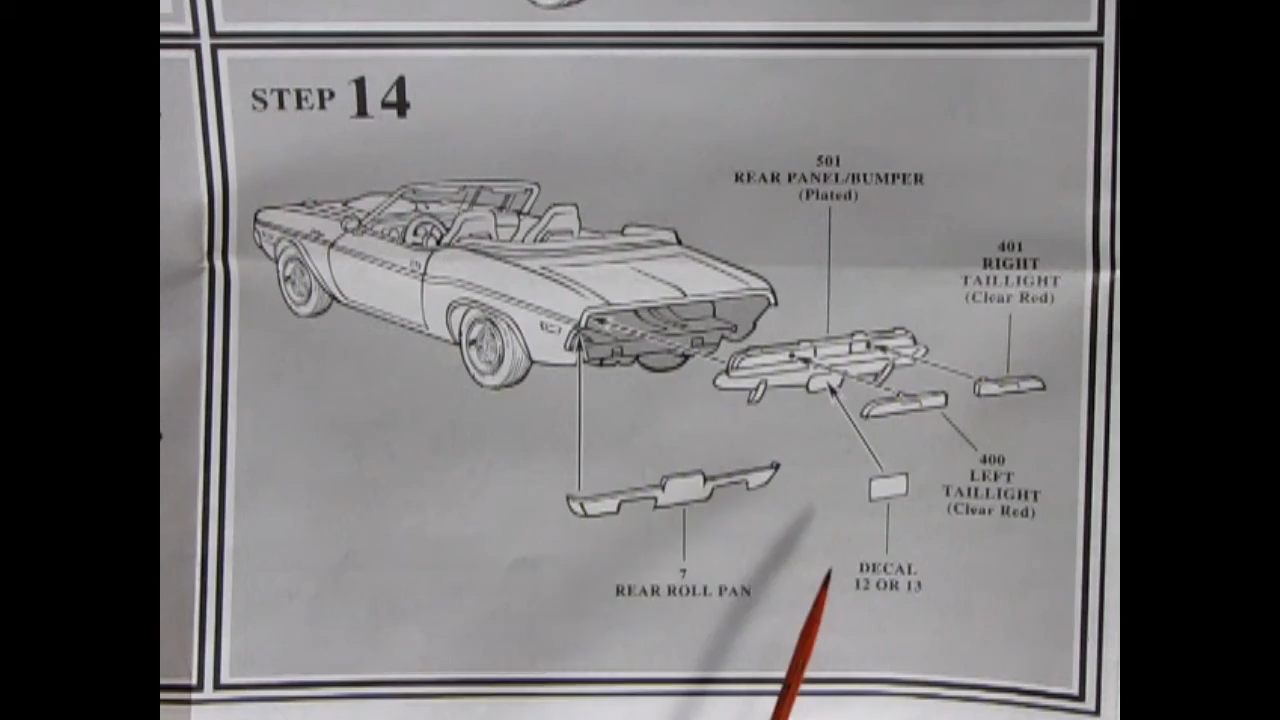 STEP 14
501
REAR PANEL/BUMPER
(Plated)
401
RIGHT
TAILLIGHT
(Clear Red)
400
LEFT
TAILLIGHT
(Clear Red)
7
REAR ROLL PAN
DECAL
12 OR 13